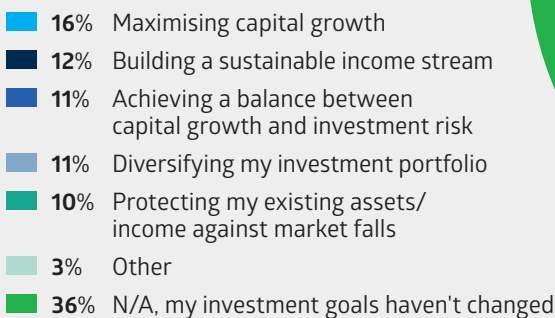 16% Maximising capital growth
12% Building a sustainable income stream
11% Achieving a balance between
capital growth and investment risk
11% Diversifying my investment portfolio
10% Protecting my existing assets/
income against market falls
3% Other
36% N/A, my investment goals haven't changed